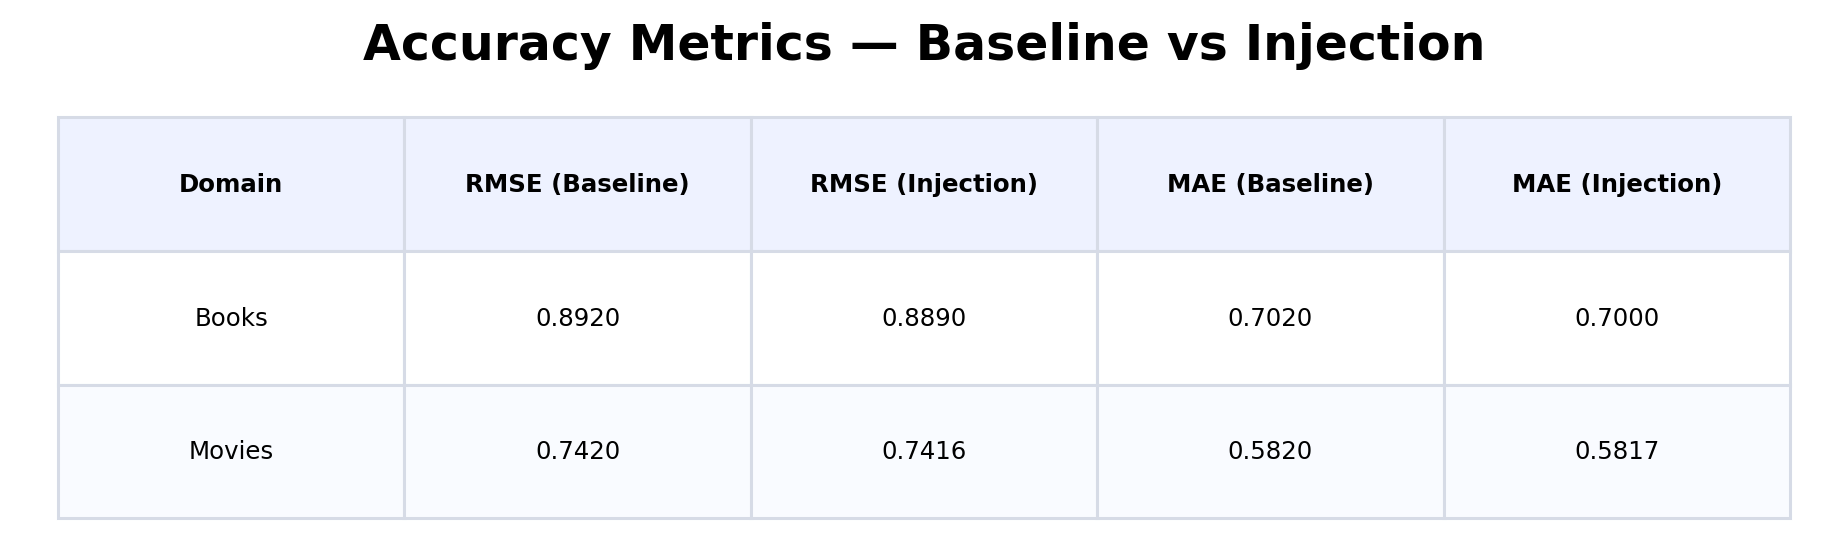 Accuracy Metrics — Baseline vs Injection
Domain RMSE (Baseline) RMSE (Injection) MAE (Baseline) MAE (Injection)
Books 0.8920 0.8890 0.7020 0.7000
Movies 0.7420 0.7416 0.5820 0.5817